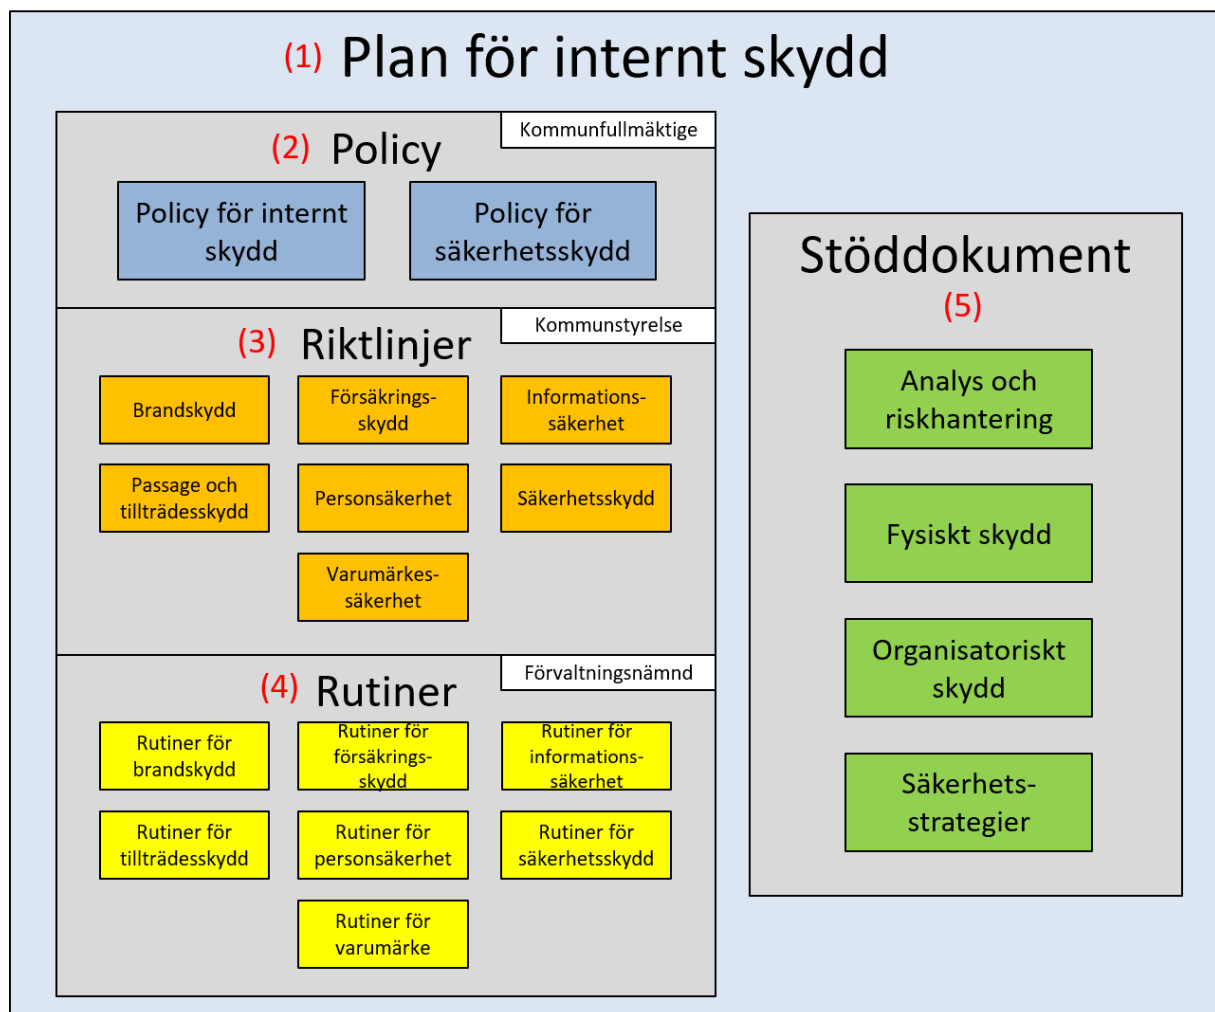 (1) Plan för internt skydd
Kommunfullmäktige
(2) Policy
Policy för internt
skydd
Policy för
säkerhetsskydd
Kommunstyrelse
(3) Riktlinjer
Brandskydd
Försäkrings-
skydd
Informations-
säkerhet
Passage och
tillträdesskydd
Personsäkerhet
Säkerhetsskydd
Varumärkes-
säkerhet
Förvaltningsnämnd
(4) Rutiner
Rutiner för
brandskydd
Rutiner för
försäkrings-
skydd
Rutiner för
informations-
säkerhet
Rutiner för
tillträdesskydd
Rutiner för
personsäkerhet
Rutiner för
säkerhetsskydd
Rutiner för
varumärke
Stöddokument
(5)
Analys och
riskhantering
Fysiskt skydd
Organisatoriskt
skydd
Säkerhets-
strategier